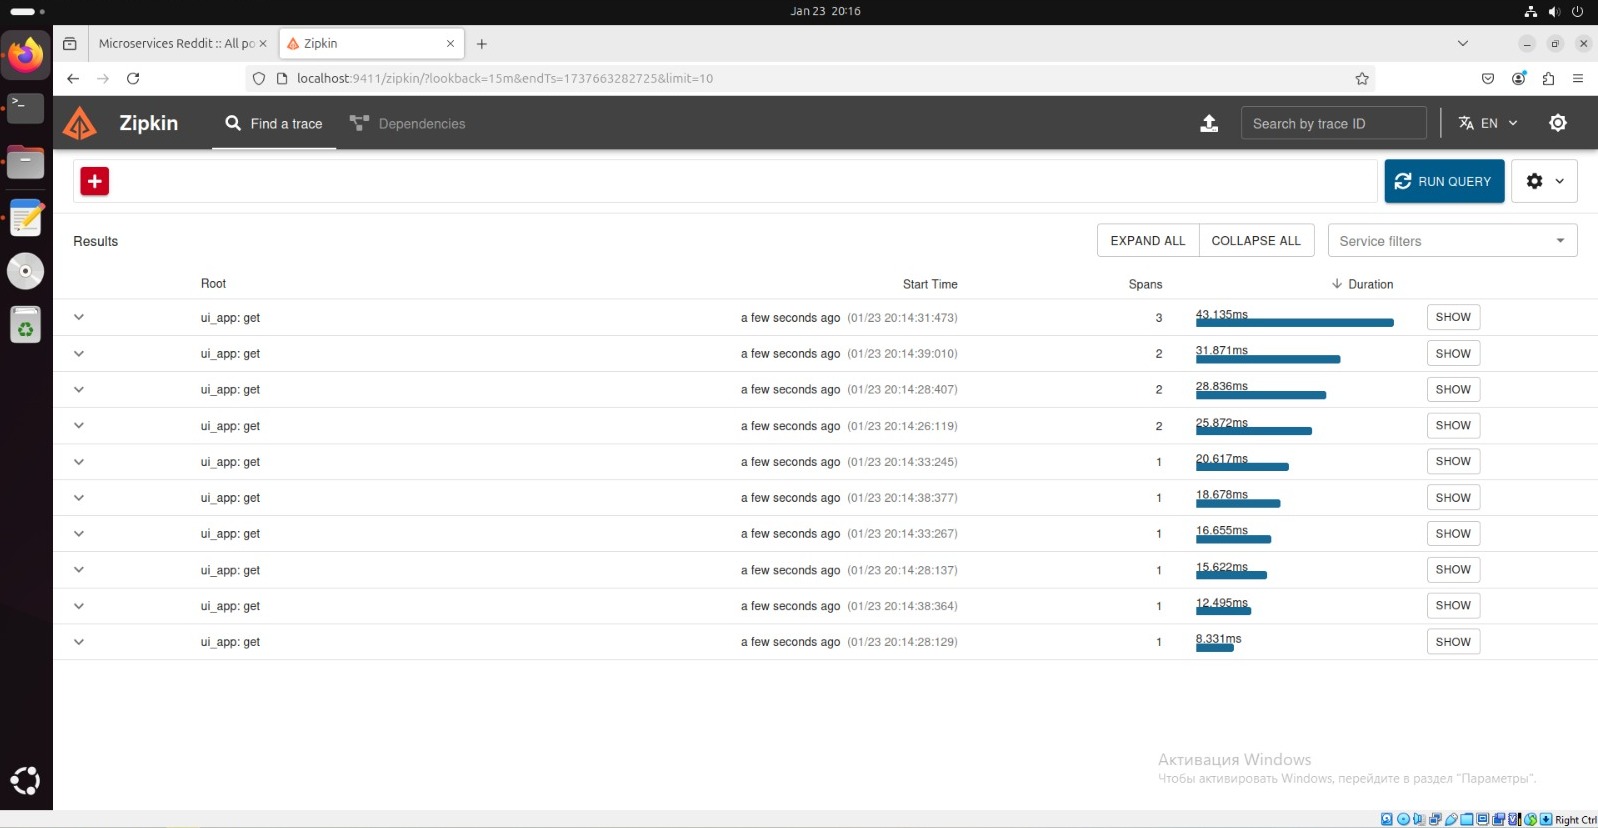 Jan 23 20:16
Microservices Reddit :: All po
Zipkin
localhost:9411/zipkin/?lookback=15m&endTs=1737663282725&limit=10
Zipkin
Find a trace
Dependencies
Search by trace ID
EN
RUN QUERY
Results
EXPAND ALL
COLLAPSE ALL
Service filters
Root Start Time Spans Duration
ui_app: get a few seconds ago (01/23 20:14:31:473) 3 43.135ms SHOW
ui_app: get a few seconds ago (01/23 20:14:39:010) 2 31.871ms SHOW
ui_app: get a few seconds ago (01/23 20:14:28:407) 2 28.836ms SHOW
ui_app: get a few seconds ago (01/23 20:14:26:119) 2 25.872ms SHOW
ui_app: get a few seconds ago (01/23 20:14:33:245) 1 20.617ms SHOW
ui_app: get a few seconds ago (01/23 20:14:38:377) 1 18.678ms SHOW
ui_app: get a few seconds ago (01/23 20:14:33:267) 1 16.655ms SHOW
ui_app: get a few seconds ago (01/23 20:14:28:137) 1 15.622ms SHOW
ui_app: get a few seconds ago (01/23 20:14:38:364) 1 12.495ms SHOW
ui_app: get a few seconds ago (01/23 20:14:28:129) 1 8.331ms SHOW
Активация Windows
Чтобы активировать Windows, перейдите в раздел "Параметры".
Right Ctrl